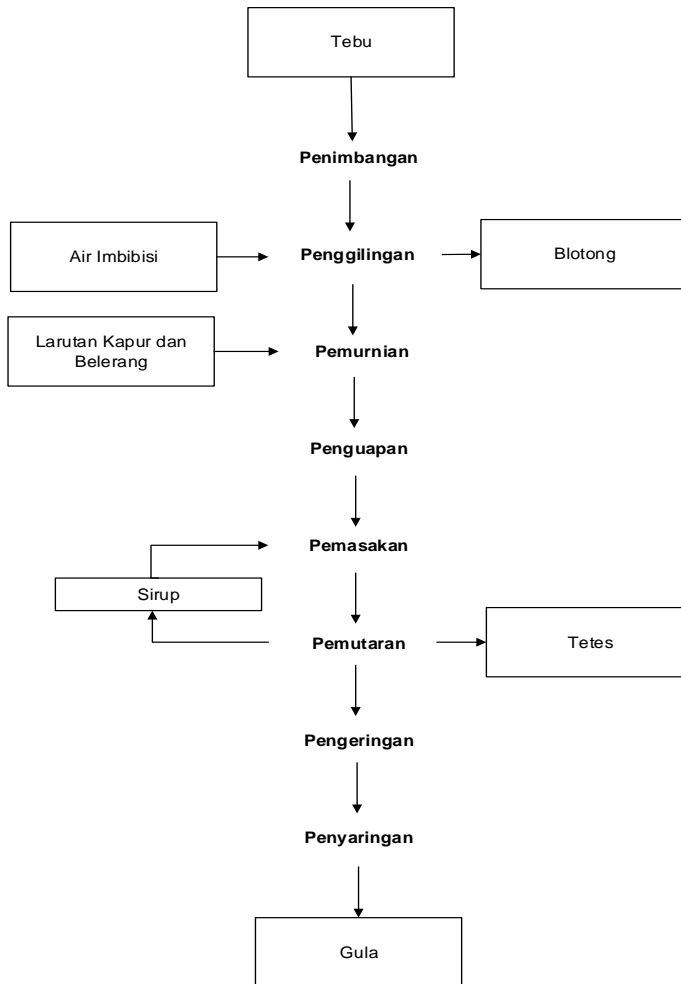 Tebu
Penimbangan
Air Imbibisi
Penggilingan
Blotong
Larutan Kapur dan
Belerang
Pemurnian
Penguapan
Pemasakan
Sirup
Pemutaran
Tetes
Pengeringan
Penyaringan
Gula